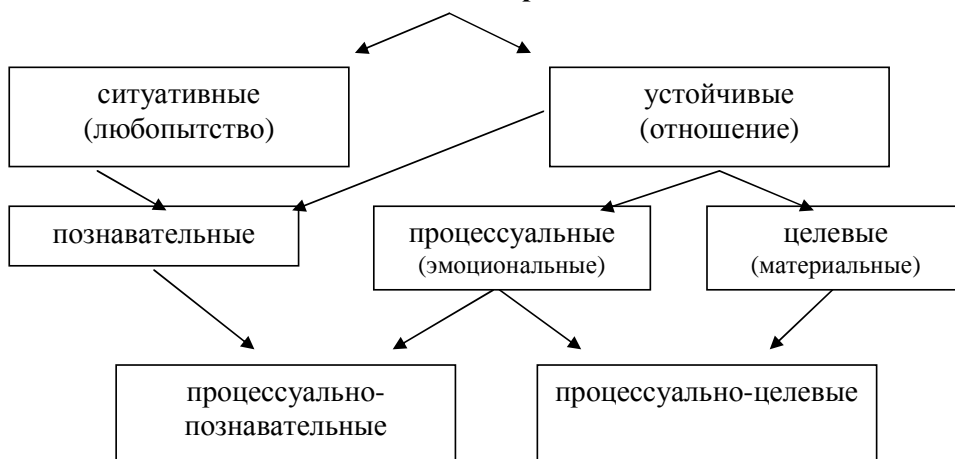 ситуативные
(любопытство)
устойчивые
(отношение)
познавательные
процессуальные
(эмоциональные)
целевые
(материальные)
процессуально-
познавательные
процессуально-целевые